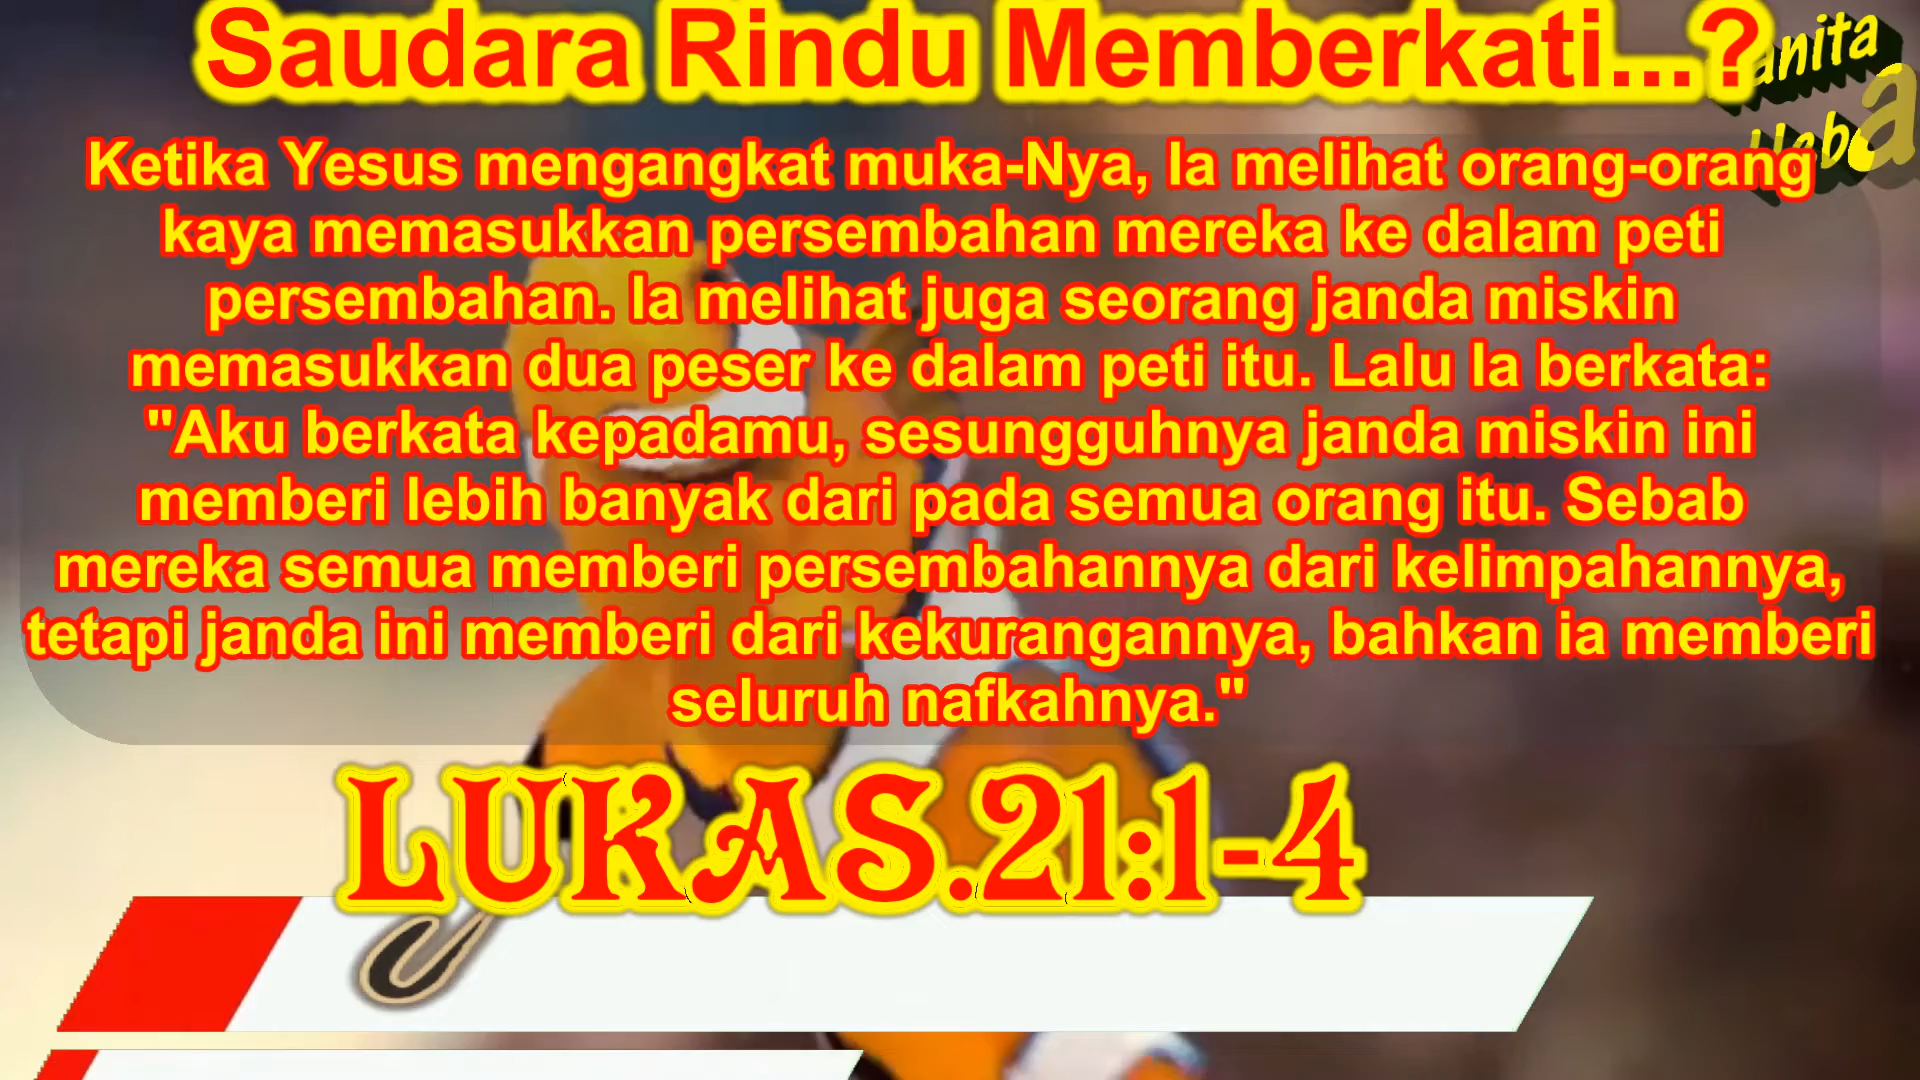 Saudara Rindu Memberkati...?
anita
Heba
Ketika Yesus mengangkat muka-Nya, Ia melihat orang-orang
kaya memasukkan persembahan mereka ke dalam peti
persembahan. Ia melihat juga seorang janda miskin
memasukkan dua peser ke dalam peti itu. Lalu Ia berkata:
"Aku berkata kepadamu, sesungguhnya janda miskin ini
memberi lebih banyak dari pada semua orang itu. Sebab
mereka semua memberi persembahannya dari kelimpahannya,
tetapi janda ini memberi dari kekurangannya, bahkan ia memberi
seluruh nafkahnya."
LUKAS.21:1-4